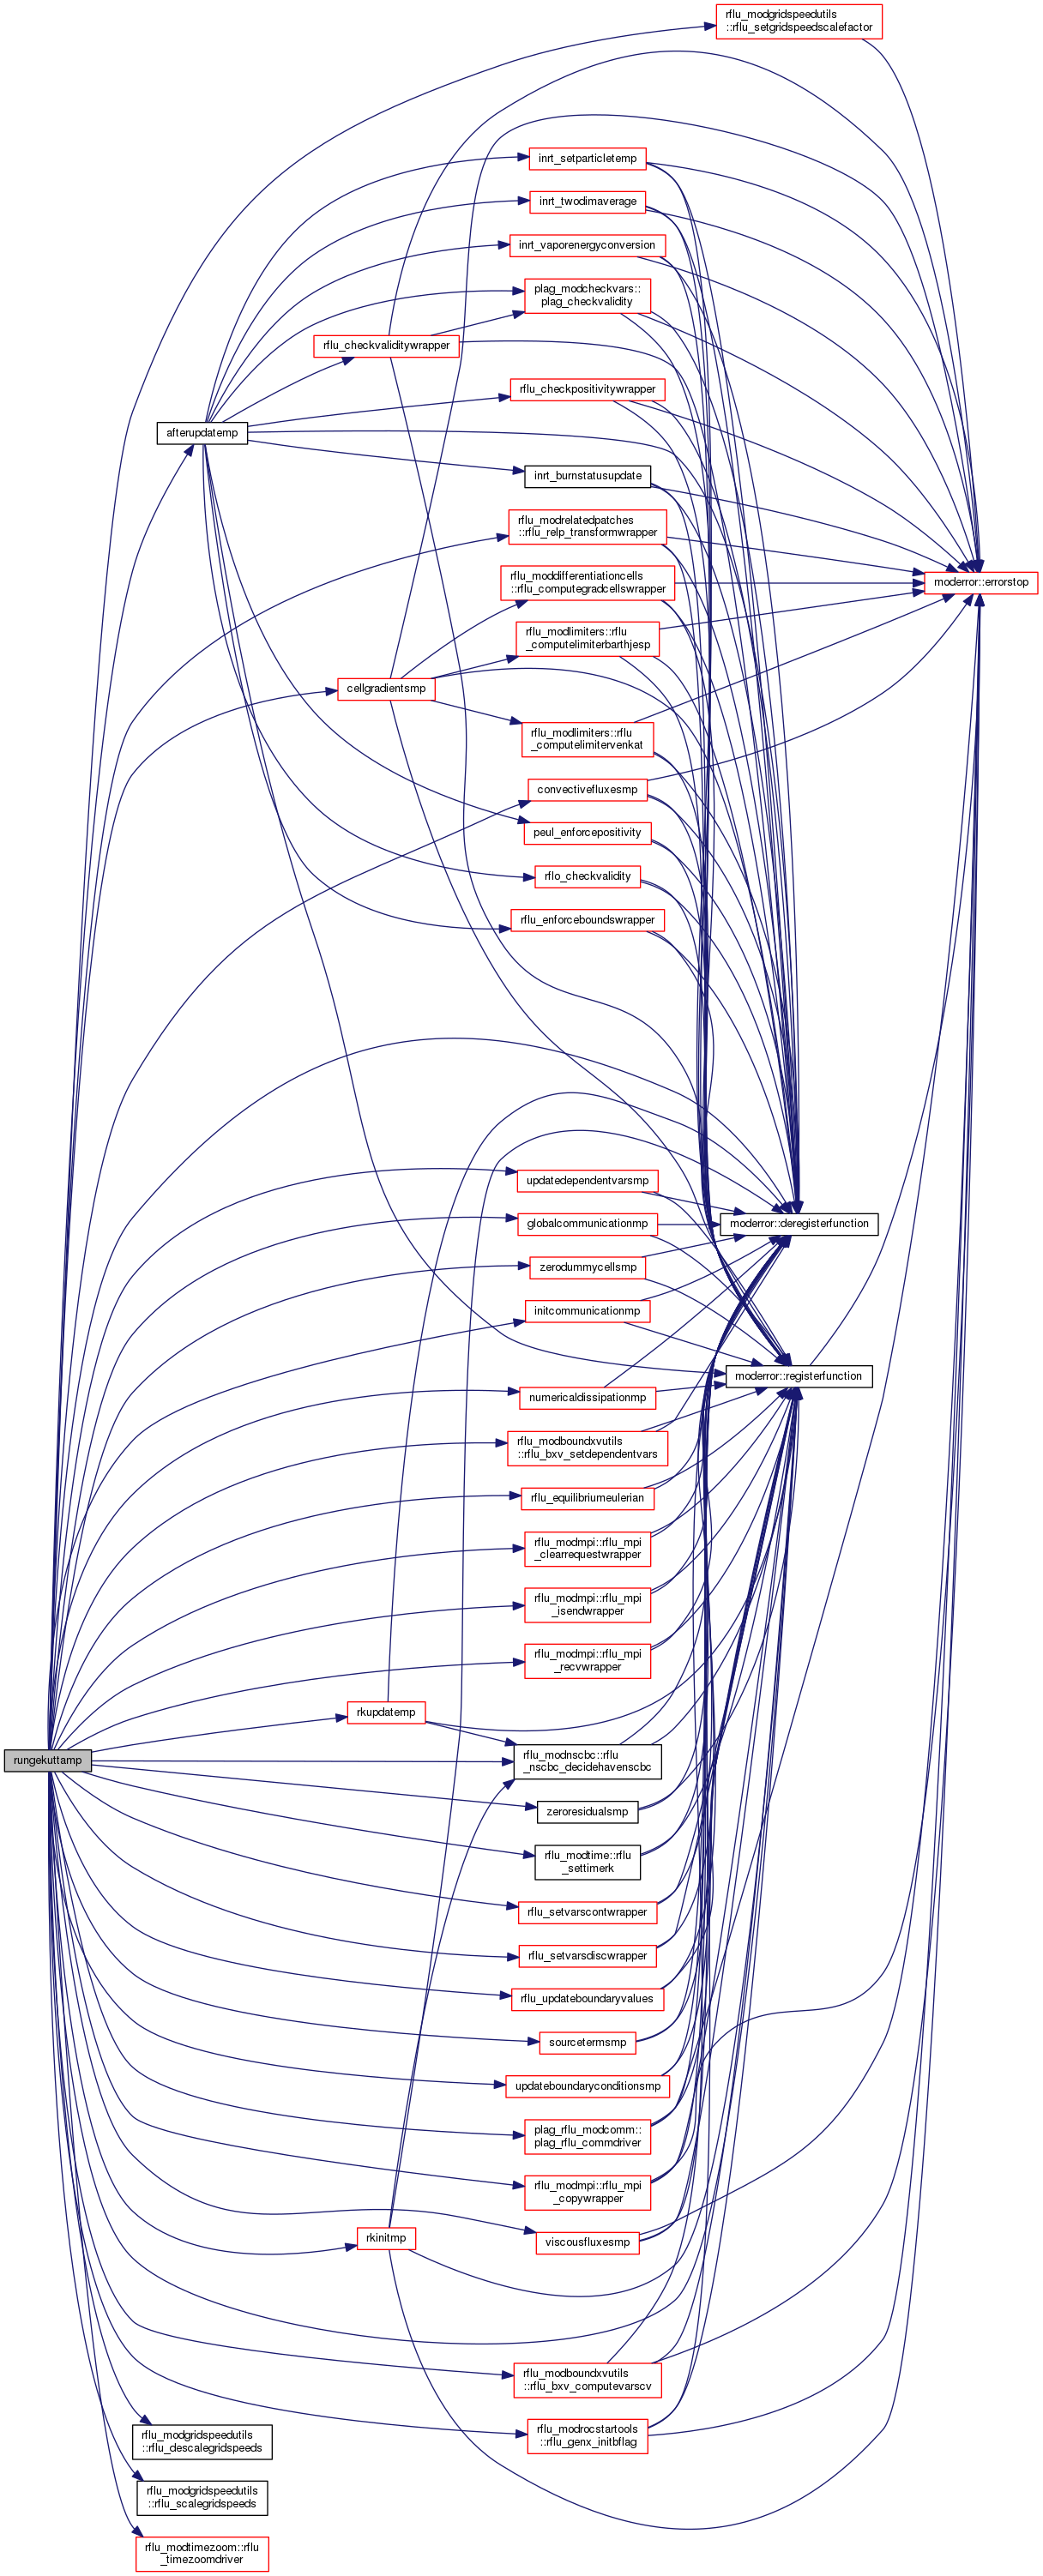 rflu_modgridspeedutils
::rflu_setgridspeedscalefactor
inrt_setparticletemp
inrt_twodimaverage
inrt_vaporenergyconversion
plag_modcheckvars::
plag_checkvalidity
rflu_checkvaliditywrapper
rflu_checkpositivitywrapper
afterupdatemp
inrt_burnstatusupdate
rflu_modrelatedpatches
::rflu_relp_transformwrapper
rflu_moddifferentiationcells
::rflu_computegradcellswrapper
moderror::errorstop
rflu_modlimiters::rflu
_computelimiterbarthjesp
cellgradientsmp
rflu_modlimiters::rflu
_computelimitervenkat
convectivefluxesmp
peul_enforcepositivity
rflo_checkvalidity
rflu_enforceboundswrapper
updatedependentvarsmp
globalcommunicationmp
moderror::deregisterfunction
zerodummycellsmp
initcommunicationmp
moderror::registerfunction
numericaldissipationmp
rflu_modboundxvutils
::rflu_bxv_setdependentvars
rflu_equilibriumeulerian
rflu_modmpi::rflu_mpi
_clearrequestwrapper
rflu_modmpi::rflu_mpi
_isendwrapper
rflu_modmpi::rflu_mpi
_recvwrapper
rkupdatemp
rungekuttamp
rflu_modnscbc::rflu
_nscbc_decidehavenscbc
zeroresidualsmp
rflu_modtime::rflu
_settimerk
rflu_setvarscontwrapper
rflu_setvarsdiscwrapper
rflu_updateboundaryvalues
sourcetermsmp
updateboundaryconditionsmp
plag_rflu_modcomm::
plag_rflu_commdriver
rflu_modmpi::rflu_mpi
_copywrapper
rkinitmp
viscousfluxesmp
rflu_modboundxvutils
::rflu_bxv_computevarscv
rflu_modrocstartools
::rflu_genx_initbflag
rflu_modgridspeedutils
::rflu_descalegridspeeds
rflu_modgridspeedutils
::rflu_scalegridspeeds
rflu_modtimezoom::rflu
_timezoomdriver